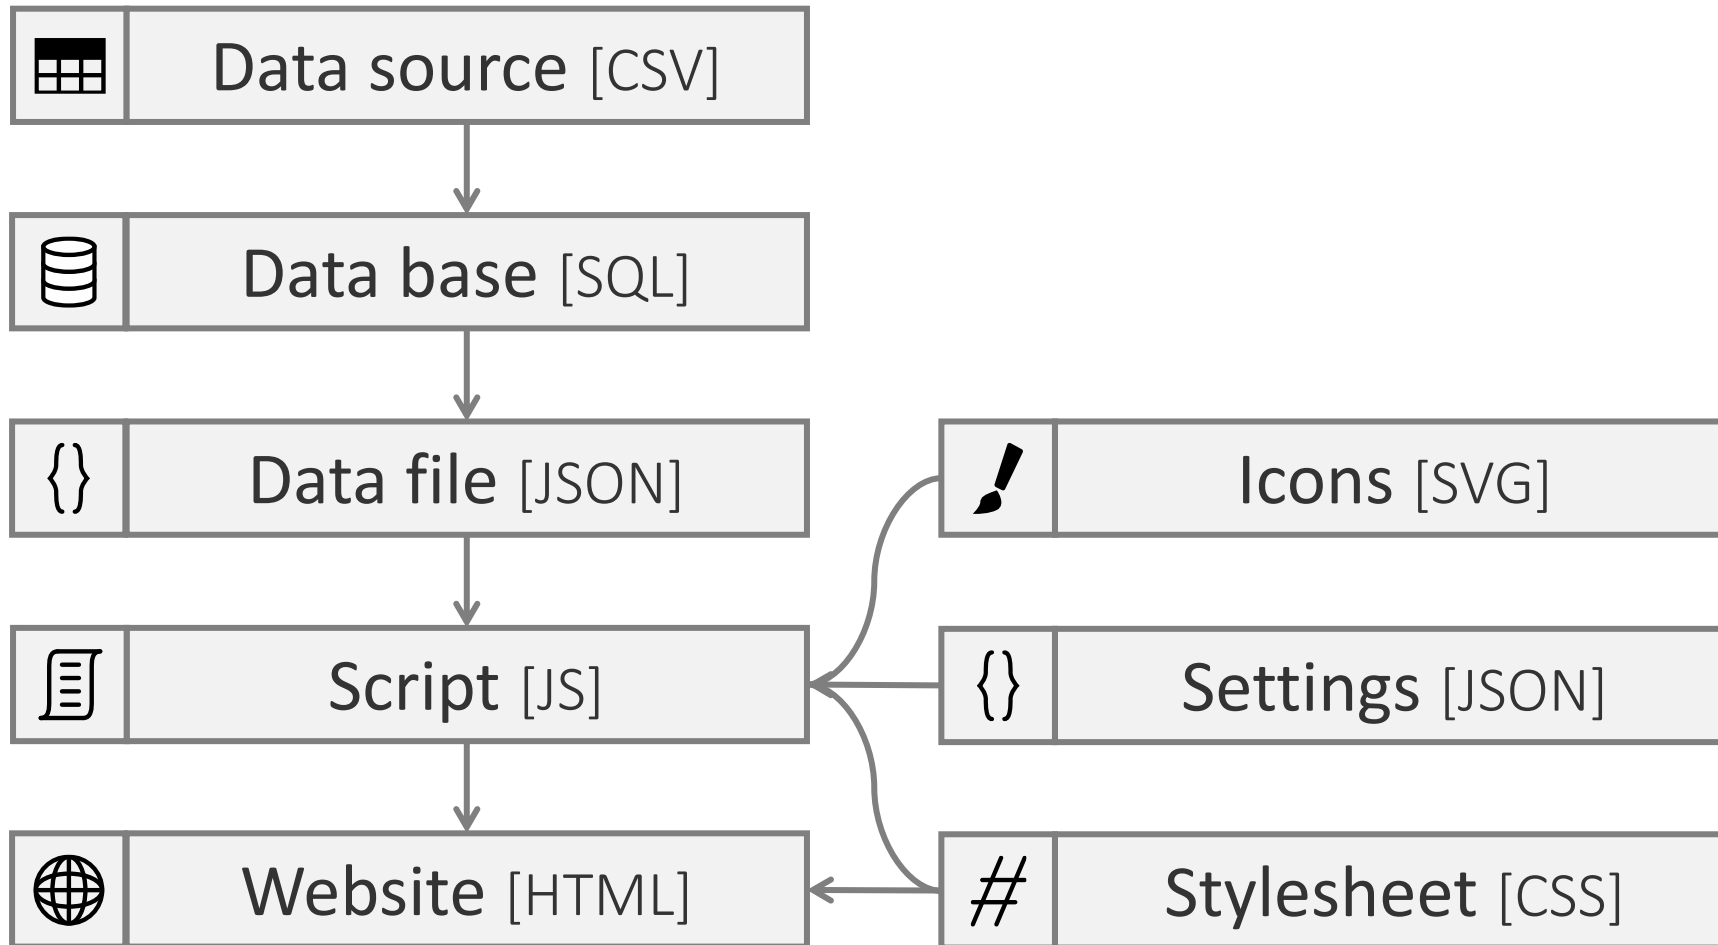 Data source [CSV]
Data base [SQL]
Data file [JSON]
Icons [SVG]
Script [JS]
Settings [JSON]
Website [HTML]
Stylesheet [CSS]